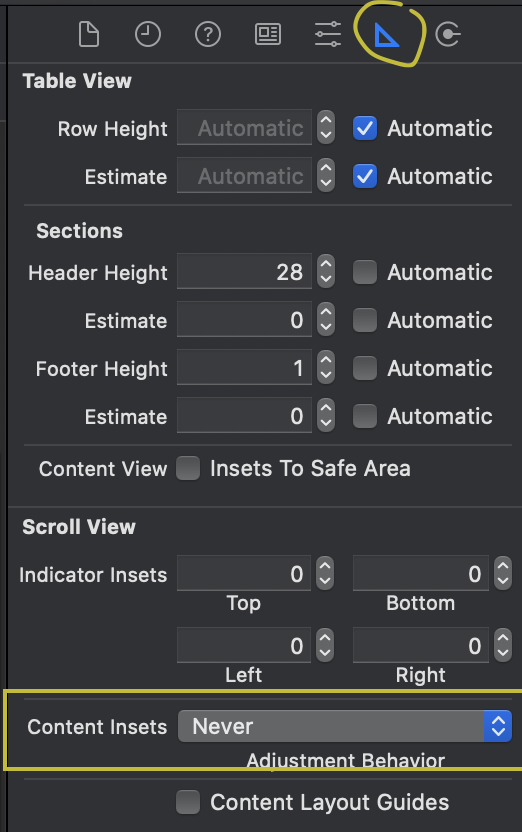 ?
Table View
Row Height Automatic Automatic
Estimate Automatic Automatic
Sections
Header Height 28 Automatic
Estimate 0 Automatic
Footer Height 1 Automatic
Estimate 0 Automatic
Content View Insets To Safe Area
Scroll View
Indicator Insets 0 0
Top Bottom
0 0
Left Right
Content Insets Never
Adjustment Behavior
Content Layout Guides